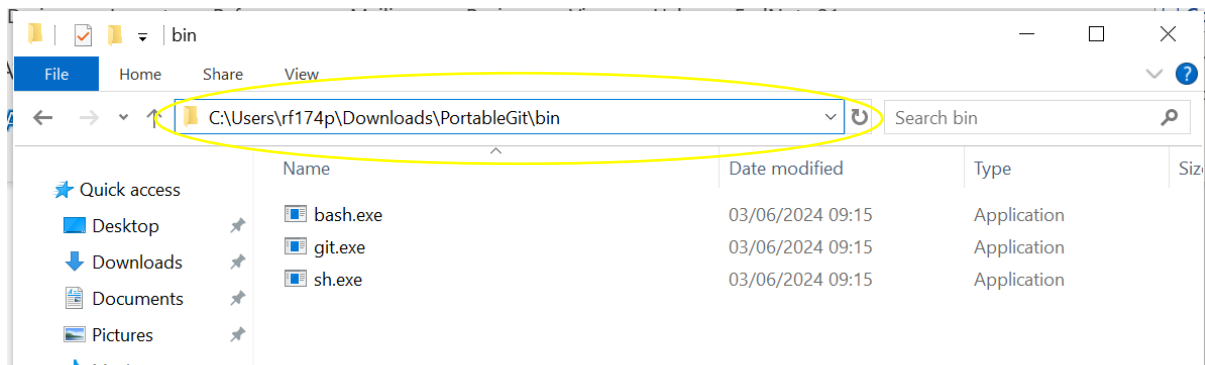 bin
File Home Share View
C:\Users\rf174p\Downloads\PortableGit\bin
Search bin
Name Date modified Type Siz
Quick access
Desktop
Downloads
Documents
Pictures
bash.exe 03/06/2024 09:15 Application
git.exe 03/06/2024 09:15 Application
sh.exe 03/06/2024 09:15 Application